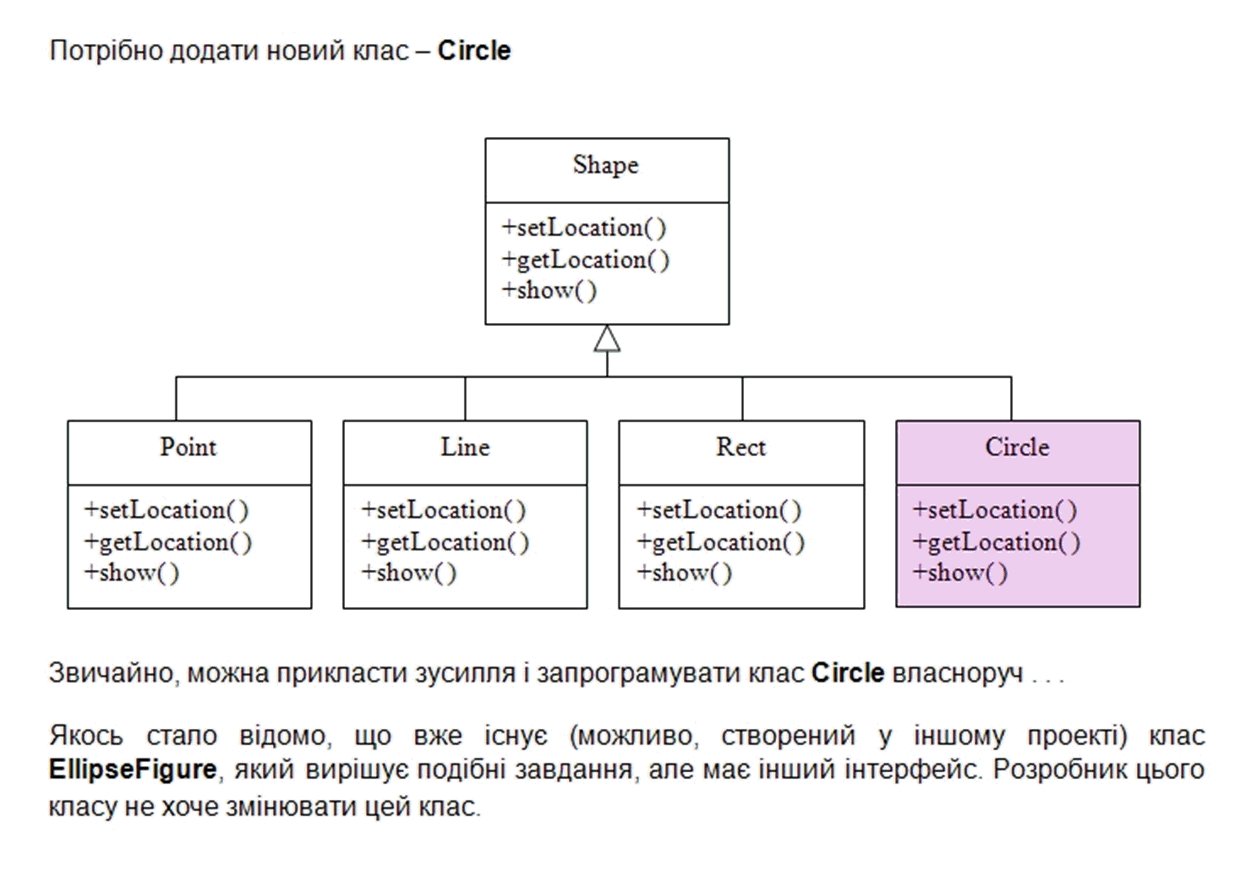 Потрібно додати новий клас – Circle
Shape
+setLocation()
+getLocation()
+show()
Point
+setLocation()
+getLocation()
+show()
Line
+setLocation()
+getLocation()
+show()
Rect
+setLocation()
+getLocation()
+show()
Circle
+setLocation()
+getLocation()
+show()
Звичайно, можна прикласти зусилля і запрограмувати клас Circle власноруч . . .
Якось стало відомо, що вже існує (можливо, створений у іншому проекті) клас
EllipseFigure, який вирішує подібні завдання, але має інший інтерфейс. Розробник цього
класу не хоче змінювати цей клас.